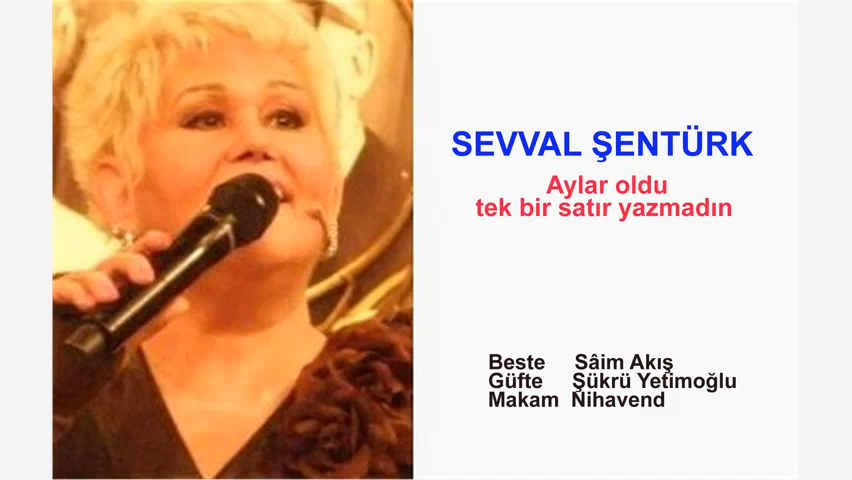 SEVVAL ŞENTÜRK
Aylar oldu
tek bir satır yazmadın
Beste Sâim Akış
Güfte Şükrü Yetimoğlu
Makam Nihavend